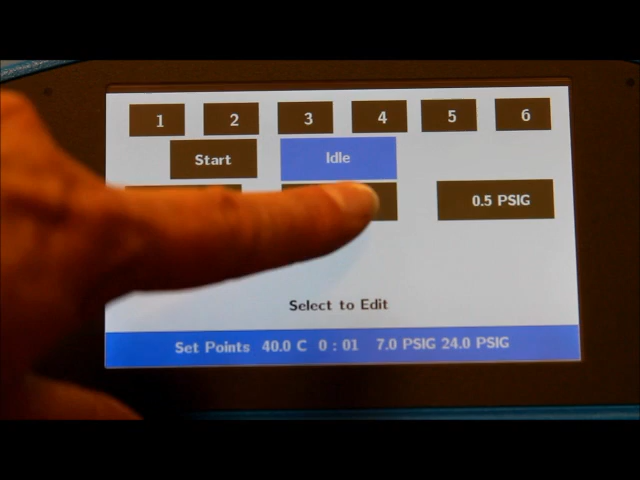 1 2 3 4 5 6
Start Idle
0.5 PSIG
Select to Edit
Set Points 40.0 C 0 : 01 7.0 PSIG 24.0 PSIG